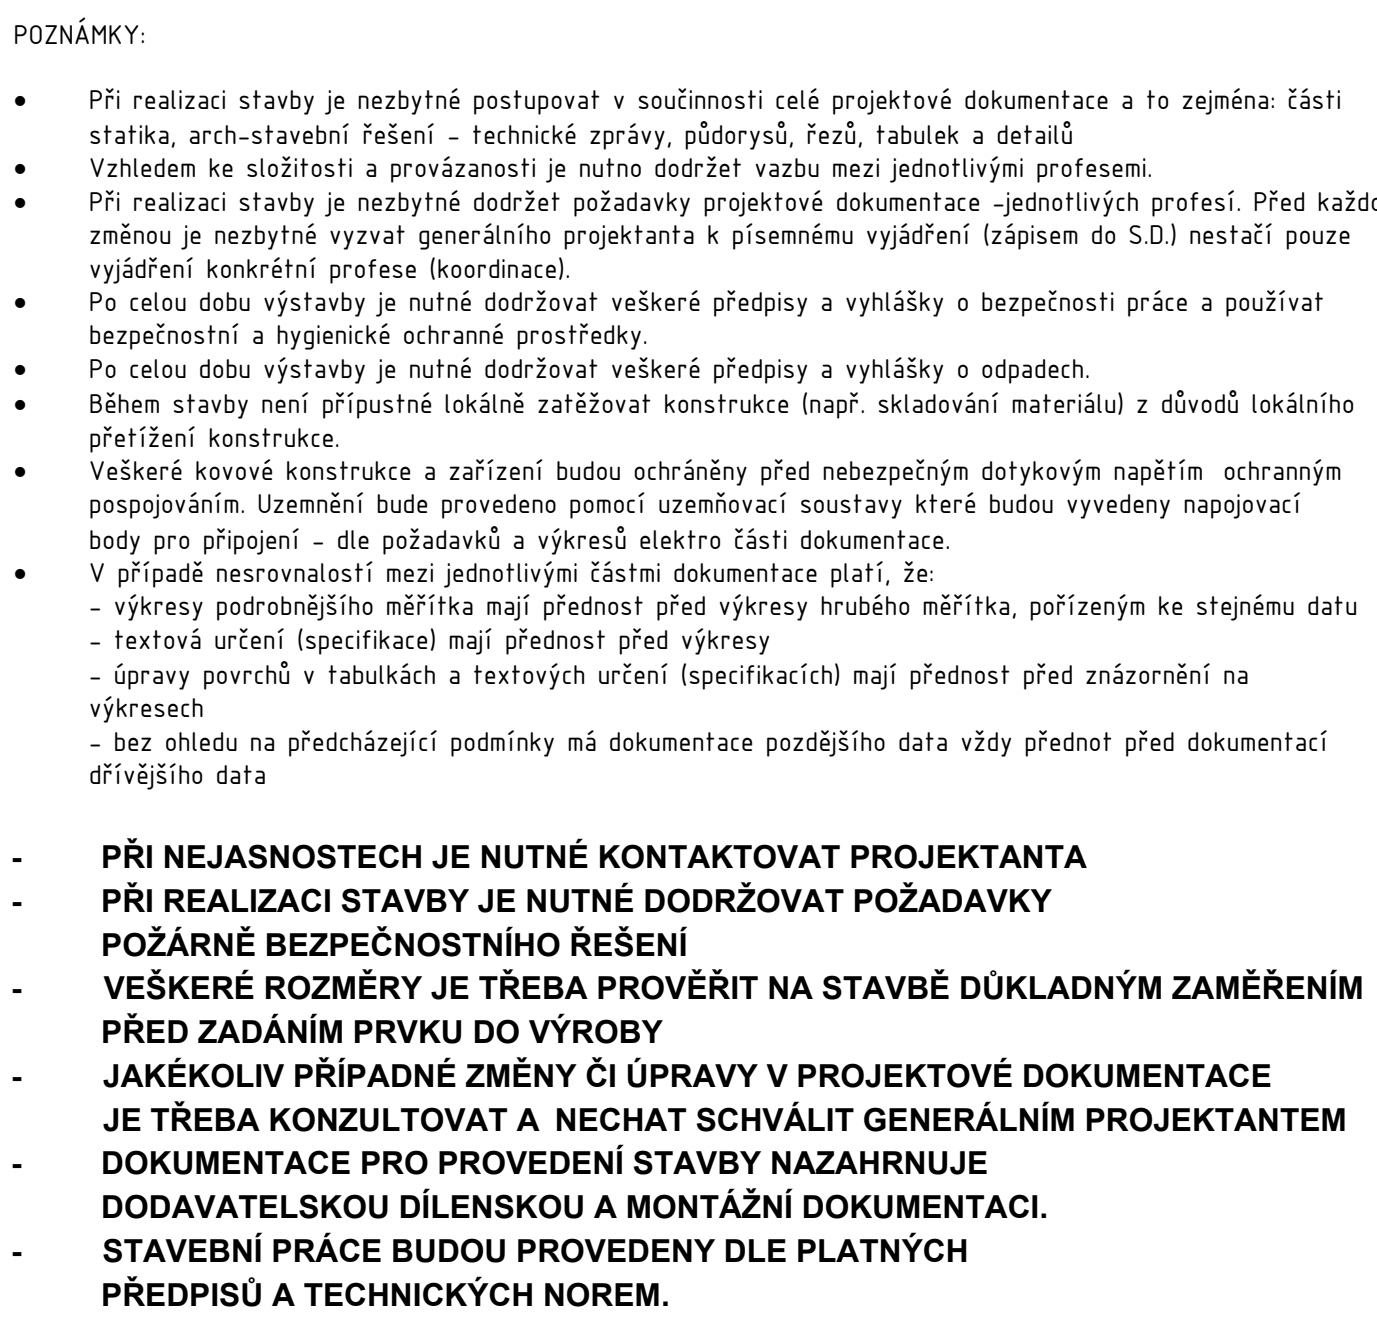 POZNÁMKY:
• Při realizaci stavby je nezbytné postupovat v součinnosti celé projektové dokumentace a to zejména: části
statika, arch-stavební řešení - technické zprávy, půdorysů, řezů, tabulek a detailů
• Vzhledem ke složitosti a provázanosti je nutno dodržet vazbu mezi jednotlivými profesemi.
• Při realizaci stavby je nezbytné dodržet požadavky projektové dokumentace -jednotlivých profesí. Před každo
změnou je nezbytné vyzvat generálního projektanta k písemnému vyjádření (zápisem do S.D.) nestačí pouze
vyjádření konkrétní profese (koordinace).
• Po celou dobu výstavby je nutné dodržovat veškeré předpisy a vyhlášky o bezpečnosti práce a používat
bezpečnostní a hygienické ochranné prostředky.
• Po celou dobu výstavby je nutné dodržovat veškeré předpisy a vyhlášky o odpadech.
• Během stavby není přípustné lokálně zatěžovat konstrukce (např. skladování materiálu) z důvodů lokálního
přetížení konstrukce.
• Veškeré kovové konstrukce a zařízení budou ochráněny před nebezpečným dotykovým napětím ochranným
pospojováním. Uzemnění bude provedeno pomocí uzemňovací soustavy které budou vyvedeny napojovací
body pro připojení - dle požadavků a výkresů elektro části dokumentace.
• V případě nesrovnalostí mezi jednotlivými částmi dokumentace platí, že:
- výkresy podrobnějšího měřítka mají přednost před výkresy hrubého měřítka, pořízeným ke stejnému datu
- textová určení (specifikace) mají přednost před výkresy
- úpravy povrchů v tabulkách a textových určení (specifikacích) mají přednost před znázornění na
výkresech
- bez ohledu na předcházející podmínky má dokumentace pozdějšího data vždy přednot před dokumentací
dřívějšího data
- PŘI NEJASNOSTECH JE NUTNÉ KONTAKTOVAT PROJEKTANTA
- PŘI REALIZACI STAVBY JE NUTNÉ DODRŽOVAT POŽADAVKY
POŽÁRNĚ BEZPEČNOSTNÍHO ŘEŠENÍ
- VEŠKERÉ ROZMĚRY JE TŘEBA PROVĚŘIT NA STAVBĚ DŮKLADNÝM ZAMĚŘENÍM
PŘED ZADÁNÍM PRVKU DO VÝROBY
- JAKÉKOLIV PŘÍPADNÉ ZMĚNY ČI ÚPRAVY V PROJEKTOVÉ DOKUMENTACE
JE TŘEBA KONZULTOVAT A NECHAT SCHVÁLIT GENERÁLNÍM PROJEKTANTEM
- DOKUMENTACE PRO PROVEDENÍ STAVBY NAZAHRNUJE
DODAVATELSKOU DÍLENSKOU A MONTÁŽNÍ DOKUMENTACI.
- STAVEBNÍ PRÁCE BUDOU PROVEDENY DLE PLATNÝCH
PŘEDPISŮ A TECHNICKÝCH NOREM.